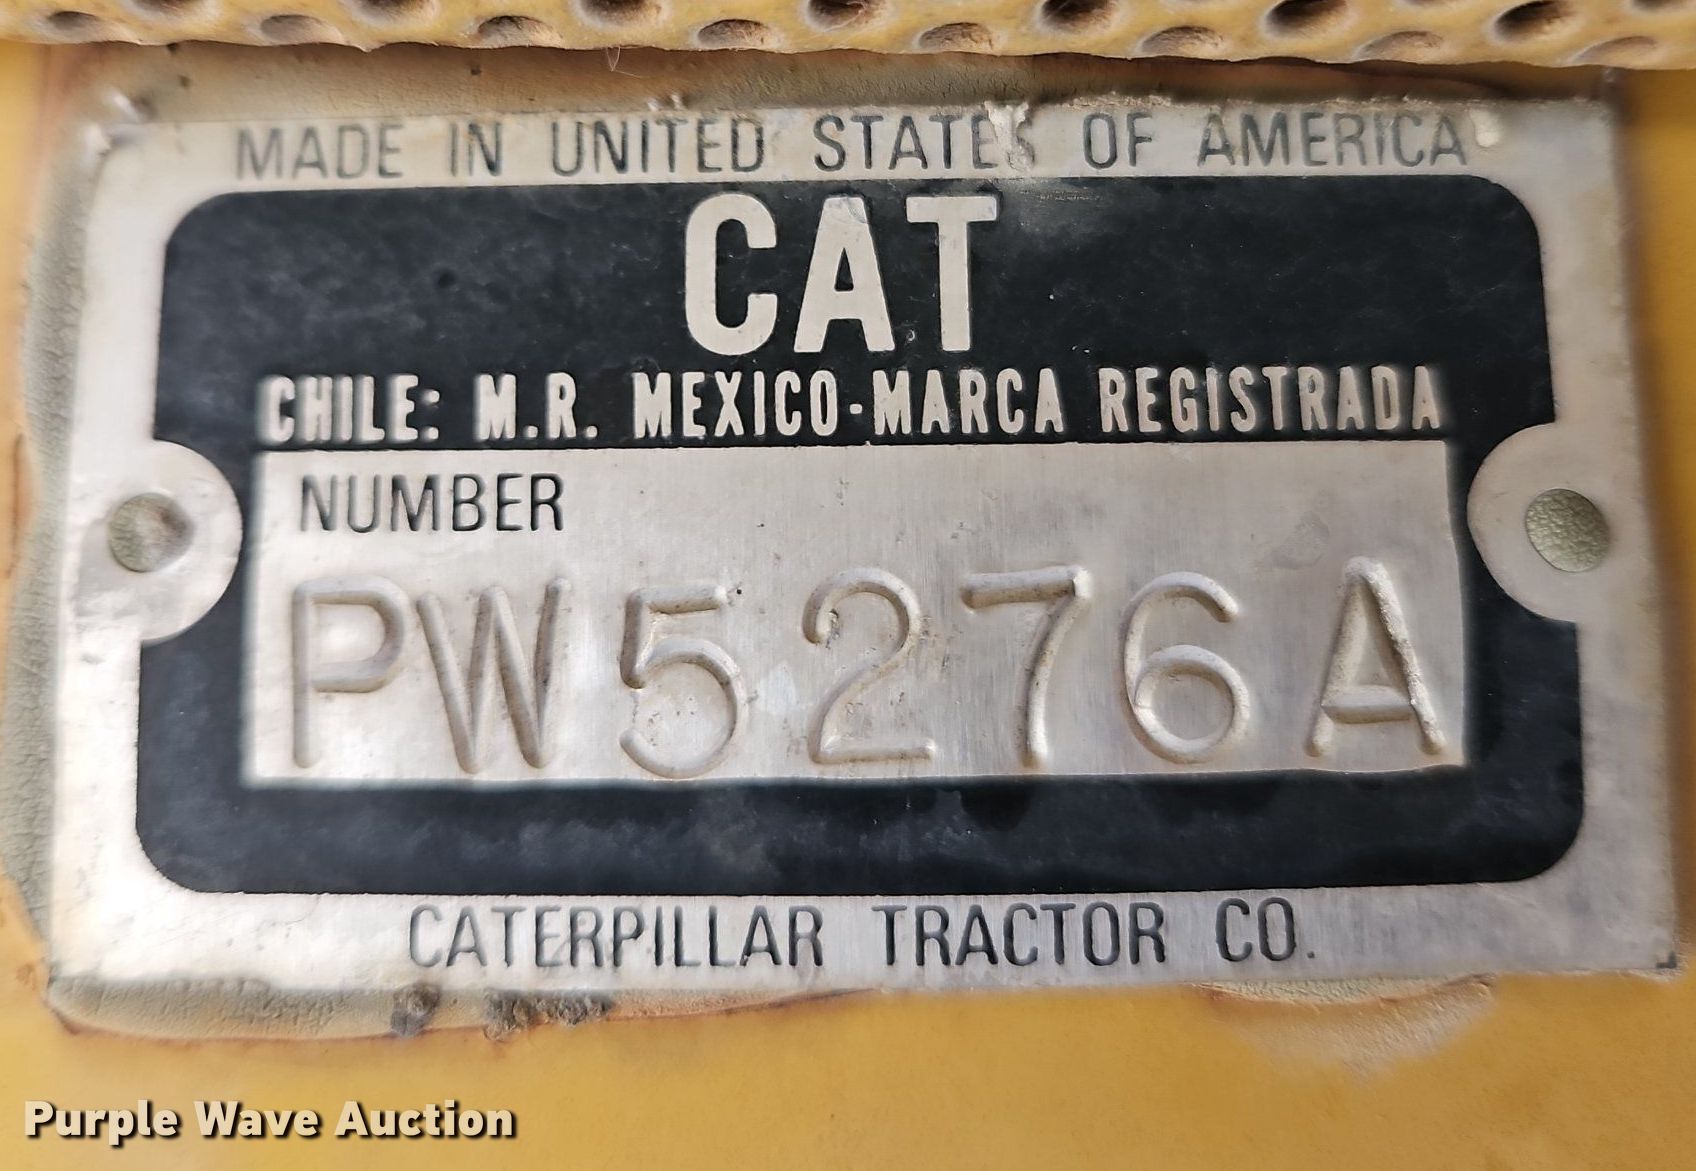 MADE IN UNITED STATES OF AMERICA
CAT
CHILE: M.R. MEXICO-MARCA REGISTRADA
NUMBER
PW5276A
CATERPILLAR TRACTOR CO.
Purple Wave Auction